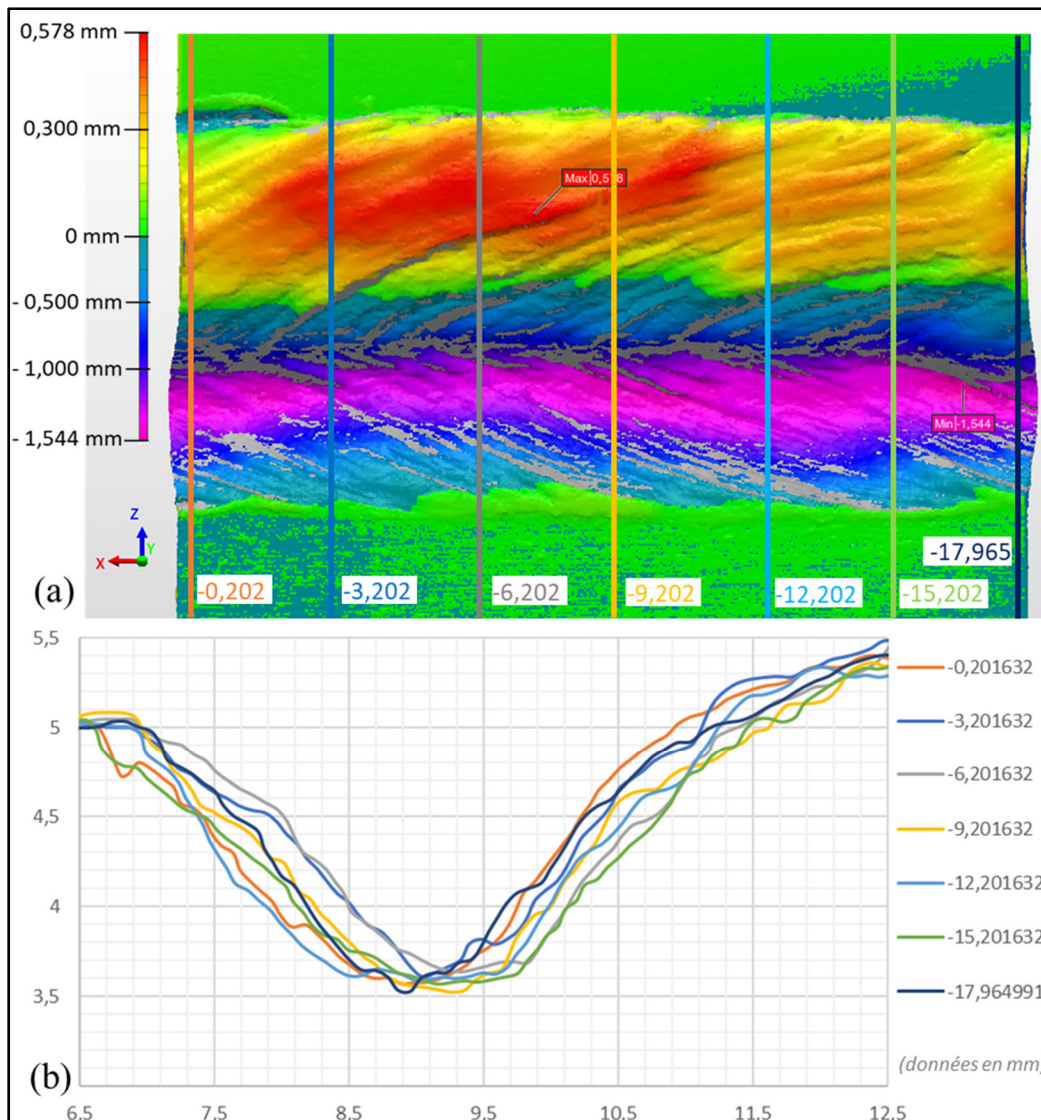 0,578 mm
0,300 mm
0 mm
- 0,500 mm
- 1,000 mm
- 1,544 mm
Max 0,578
Min -1,544
Z
Y
X
(a)
-17,965
-0,202
-3,202
-6,202
-9,202
-12,202
-15,202
5,5
5
4,5
4
3,5
-0,201632
-3,201632
-6,201632
-9,201632
-12,201632
-15,201632
-17,964991
(données en mm
(b)
6,5 7,5 8,5 9,5 10,5 11,5 12,5